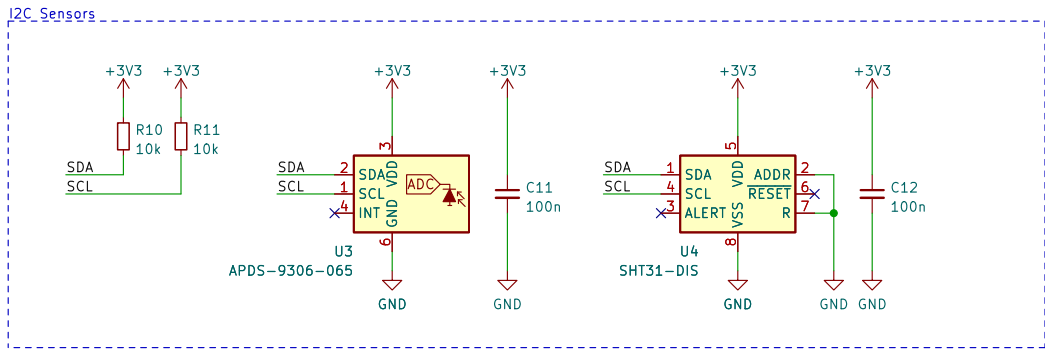 I2C Sensors
+3V3
+3V3
+3V3
+3V3
+3V3
+3V3
R10
10k
R11
10k
SDA
SCL
SDA
SCL
2
1
4
3
6
SDA
SCL
INT
VDD
GND
ADC
U3
APDS-9306-065
GND
C11
100n
GND
SDA
SCL
1
4
3
5
8
2
6
7
SDA
SCL
ALERT
VDD
VSS
ADDR
RESET
R
U4
SHT31-DIS
GND
GND
C12
100n
GND